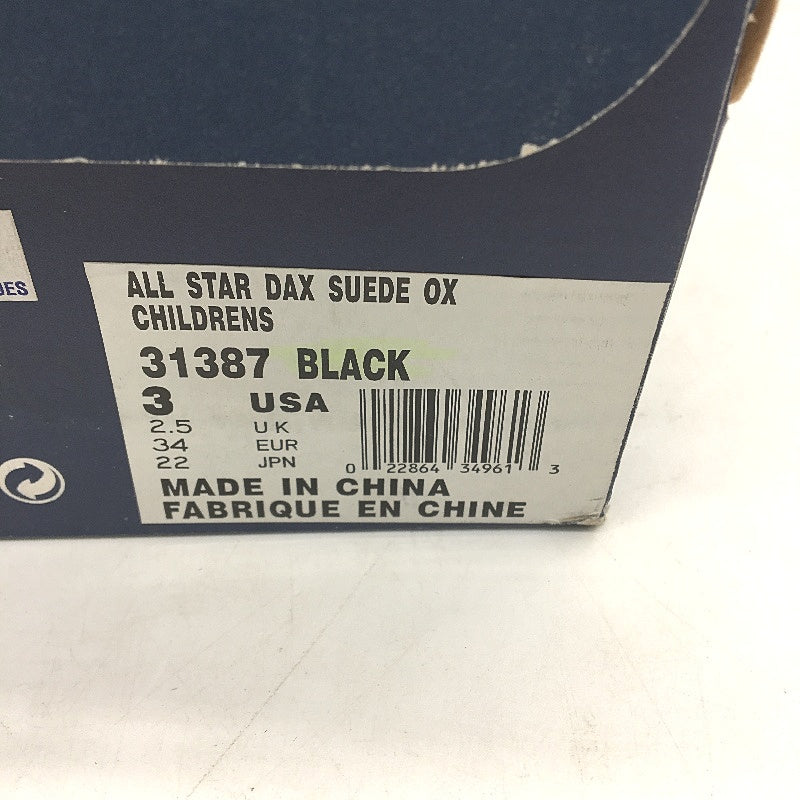 ALL STAR DAX SUEDE OX
CHILDRENS
31387 BLACK
3 USA
2.5 UK
34 EUR
22 JPN
0 22864 34961 3
MADE IN CHINA
FABRIQUE EN CHINE